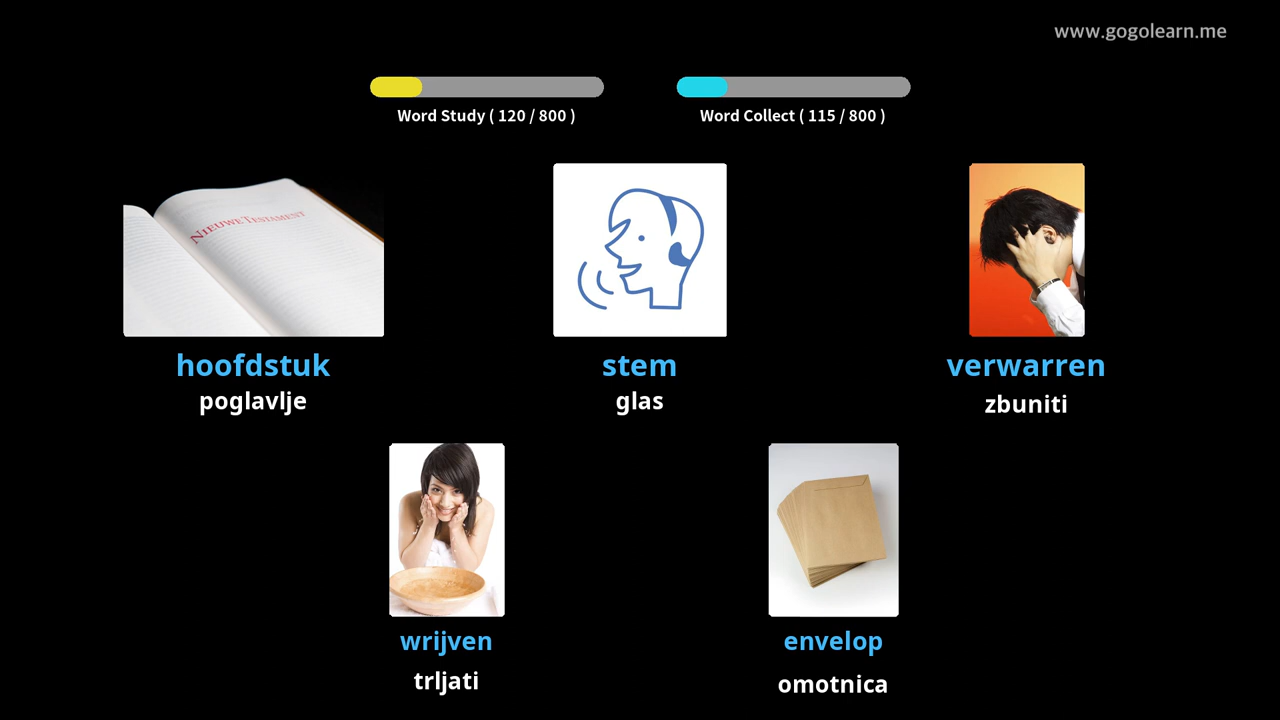 www.gogolearn.me
Word Study ( 120 / 800 )
Word Collect ( 115 / 800 )
NIEUWE TESTAMENT
hoofdstuk
stem
verwarren
poglavlje
glas
zbuniti
wrijven
envelop
trljati
omotnica